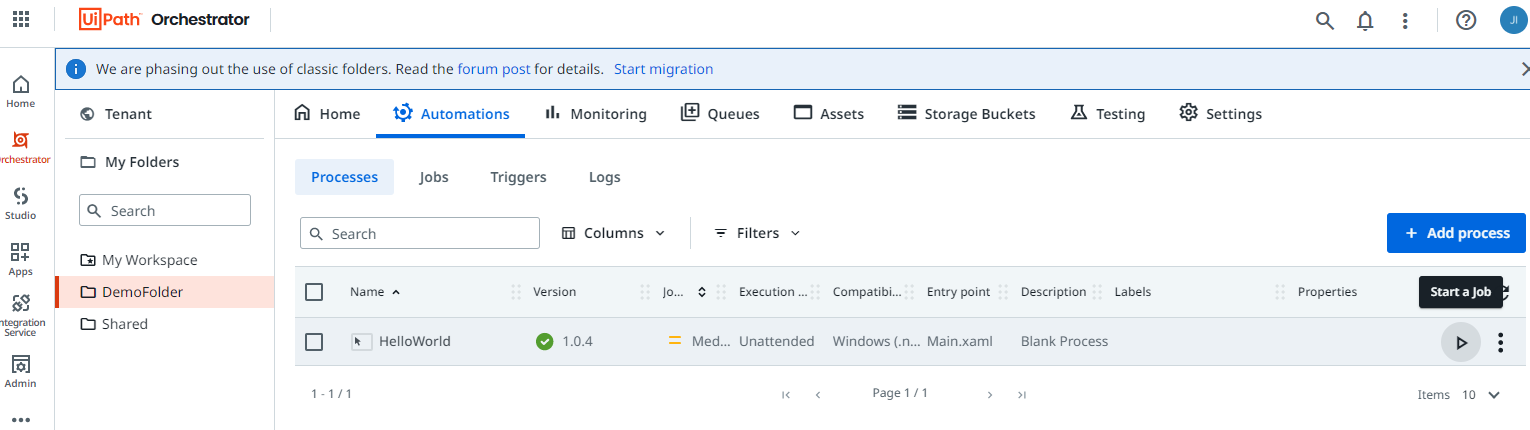 UiPath™ Orchestrator
JI
We are phasing out the use of classic folders. Read the forum post for details. Start migration
Home
Orchestrator
Studio
Apps
Integration
Service
Admin
Tenant
My Folders
Search
My Workspace
DemoFolder
Shared
Home Automations Monitoring Queues Assets Storage Buckets Testing Settings
Processes Jobs Triggers Logs
Search Columns Filters + Add process
Name Version Jo... Execution ... Compatibi... Entry point Description Labels Properties Start a Job
HelloWorld 1.0.4 Med... Unattended Windows (.n... Main.xaml Blank Process
1 - 1 / 1 Page 1 / 1 Items 10